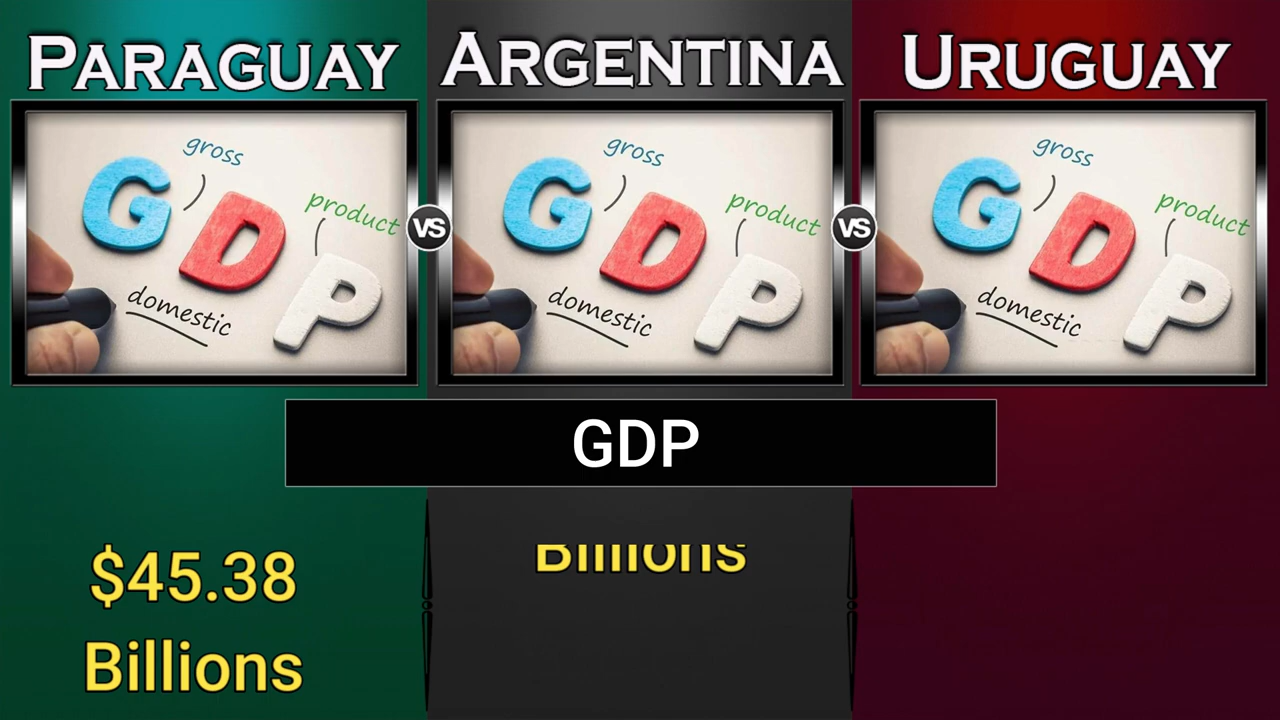 PARAGUAY
ARGENTINA
URUGUAY
gross
G D P
product
domestic
VS
gross
G D P
product
domestic
VS
gross
G D P
product
domestic
GDP
$45.38
Billions
Billions